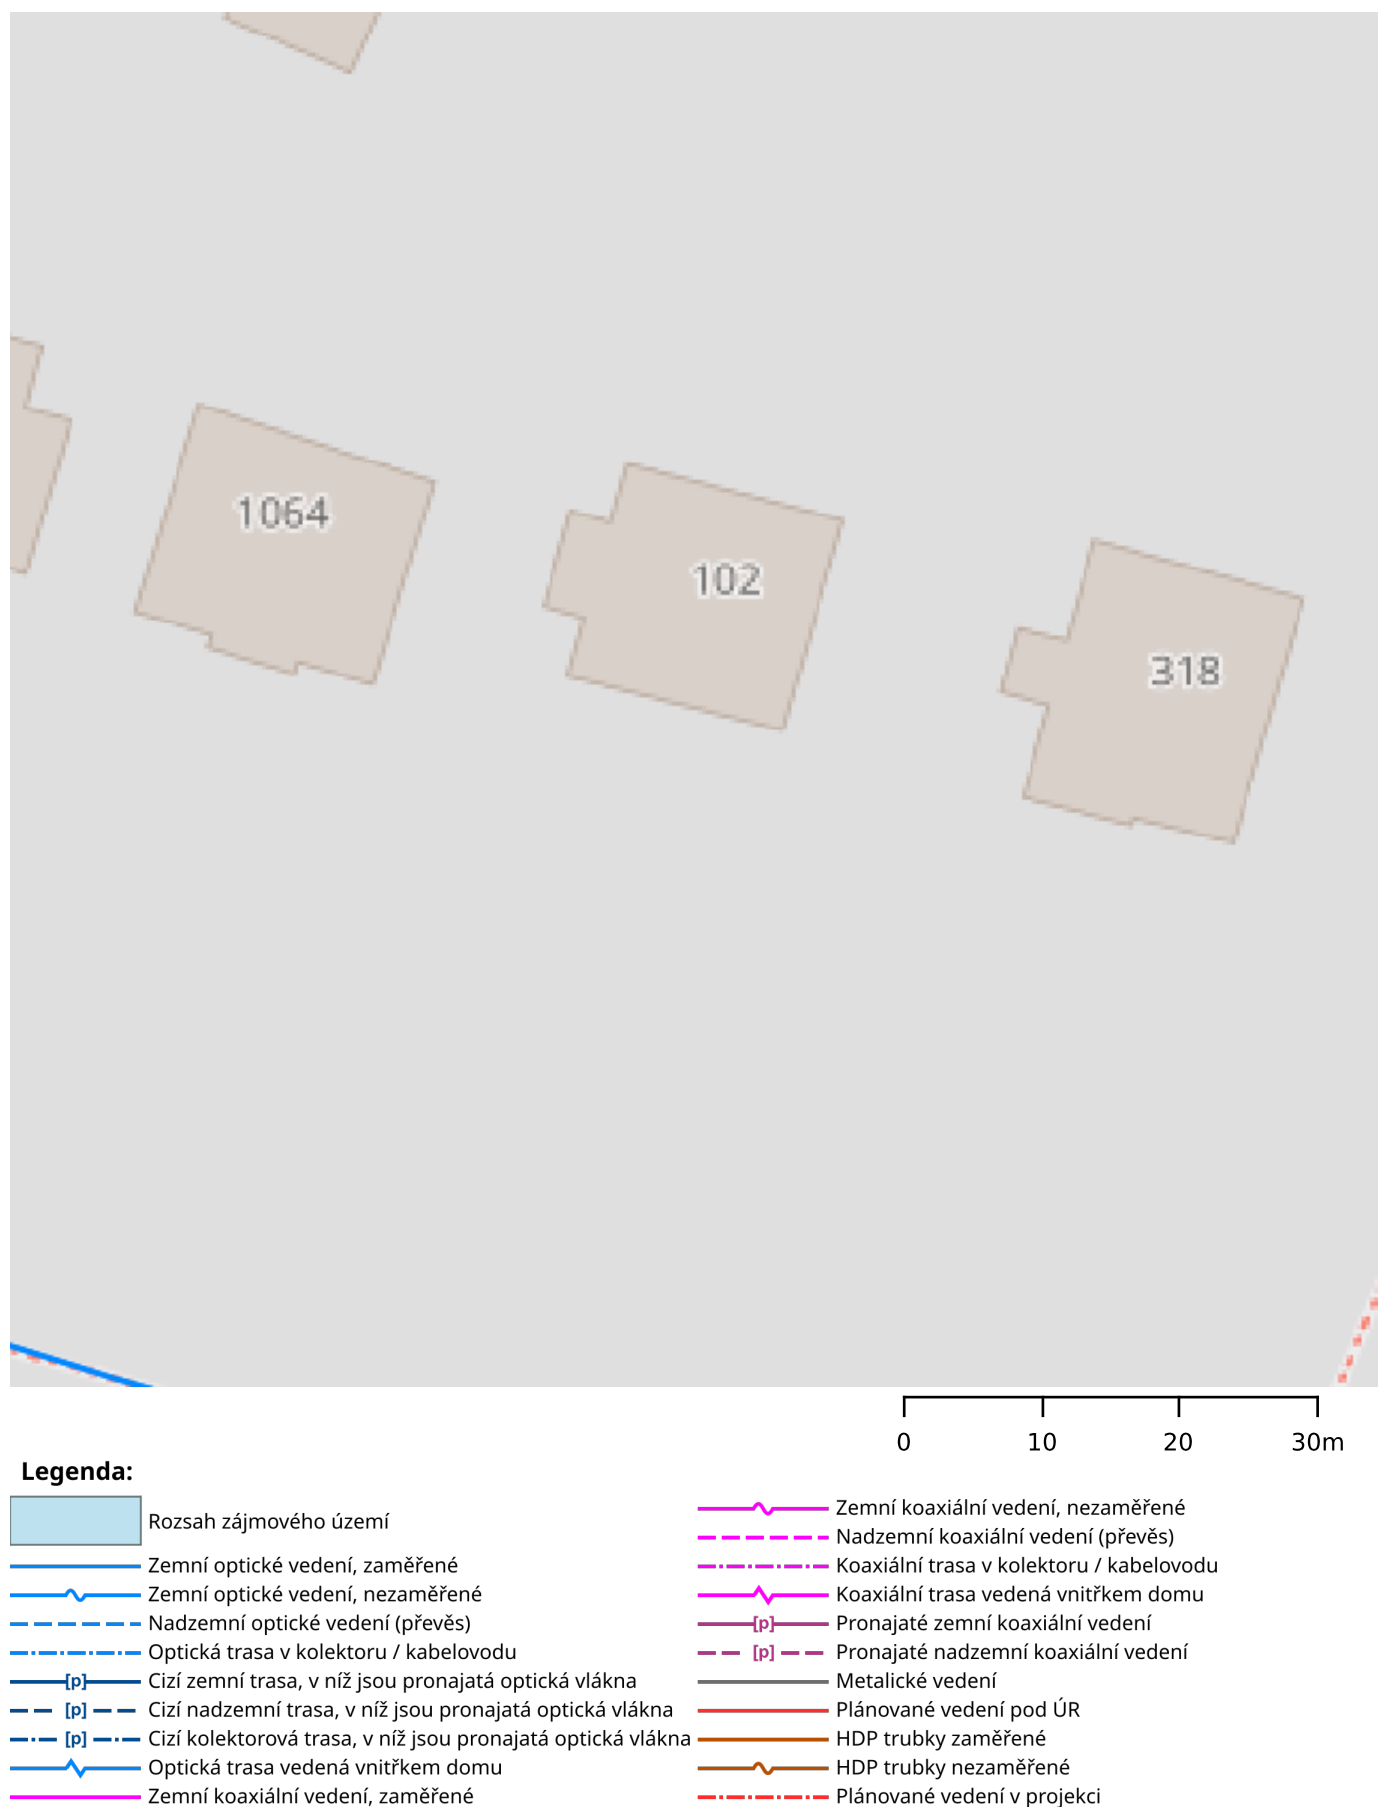 1064
102
318
0 10 20 30m
Legenda:
Rozsah zájmového území
Zemní optické vedení, zaměřené
Zemní optické vedení, nezaměřené
Nadzemní optické vedení (převěs)
Optická trasa v kolektoru / kabelovodu
[p] Cizí zemní trasa, v níž jsou pronajatá optická vlákna
[p] Cizí nadzemní trasa, v níž jsou pronajatá optická vlákna
[p] Cizí kolektorová trasa, v níž jsou pronajatá optická vlákna
Optická trasa vedená vnitřkem domu
Zemní koaxiální vedení, zaměřené
Zemní koaxiální vedení, nezaměřené
Nadzemní koaxiální vedení (převěs)
Koaxiální trasa v kolektoru / kabelovodu
Koaxiální trasa vedená vnitřkem domu
[p] Pronajaté zemní koaxiální vedení
[p] Pronajaté nadzemní koaxiální vedení
Metalické vedení
Plánované vedení pod ÚR
HDP trubky zaměřené
HDP trubky nezaměřené
Plánované vedení v projekci